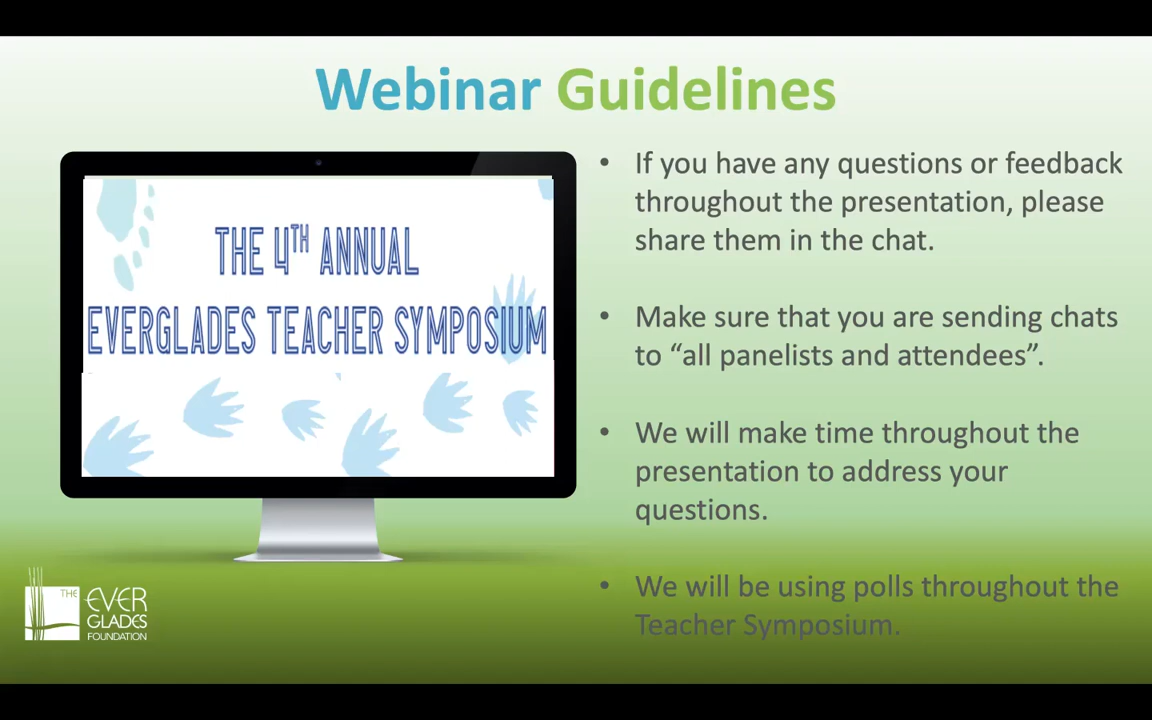 Webinar Guidelines
THE 4TH ANNUAL
EVERGLADES TEACHER SYMPOSIUM
• If you have any questions or feedback
throughout the presentation, please
share them in the chat.
• Make sure that you are sending chats
to “all panelists and attendees”.
• We will make time throughout the
presentation to address your
questions.
• We will be using polls throughout the
Teacher Symposium.
THE EVER
GLADES
FOUNDATION